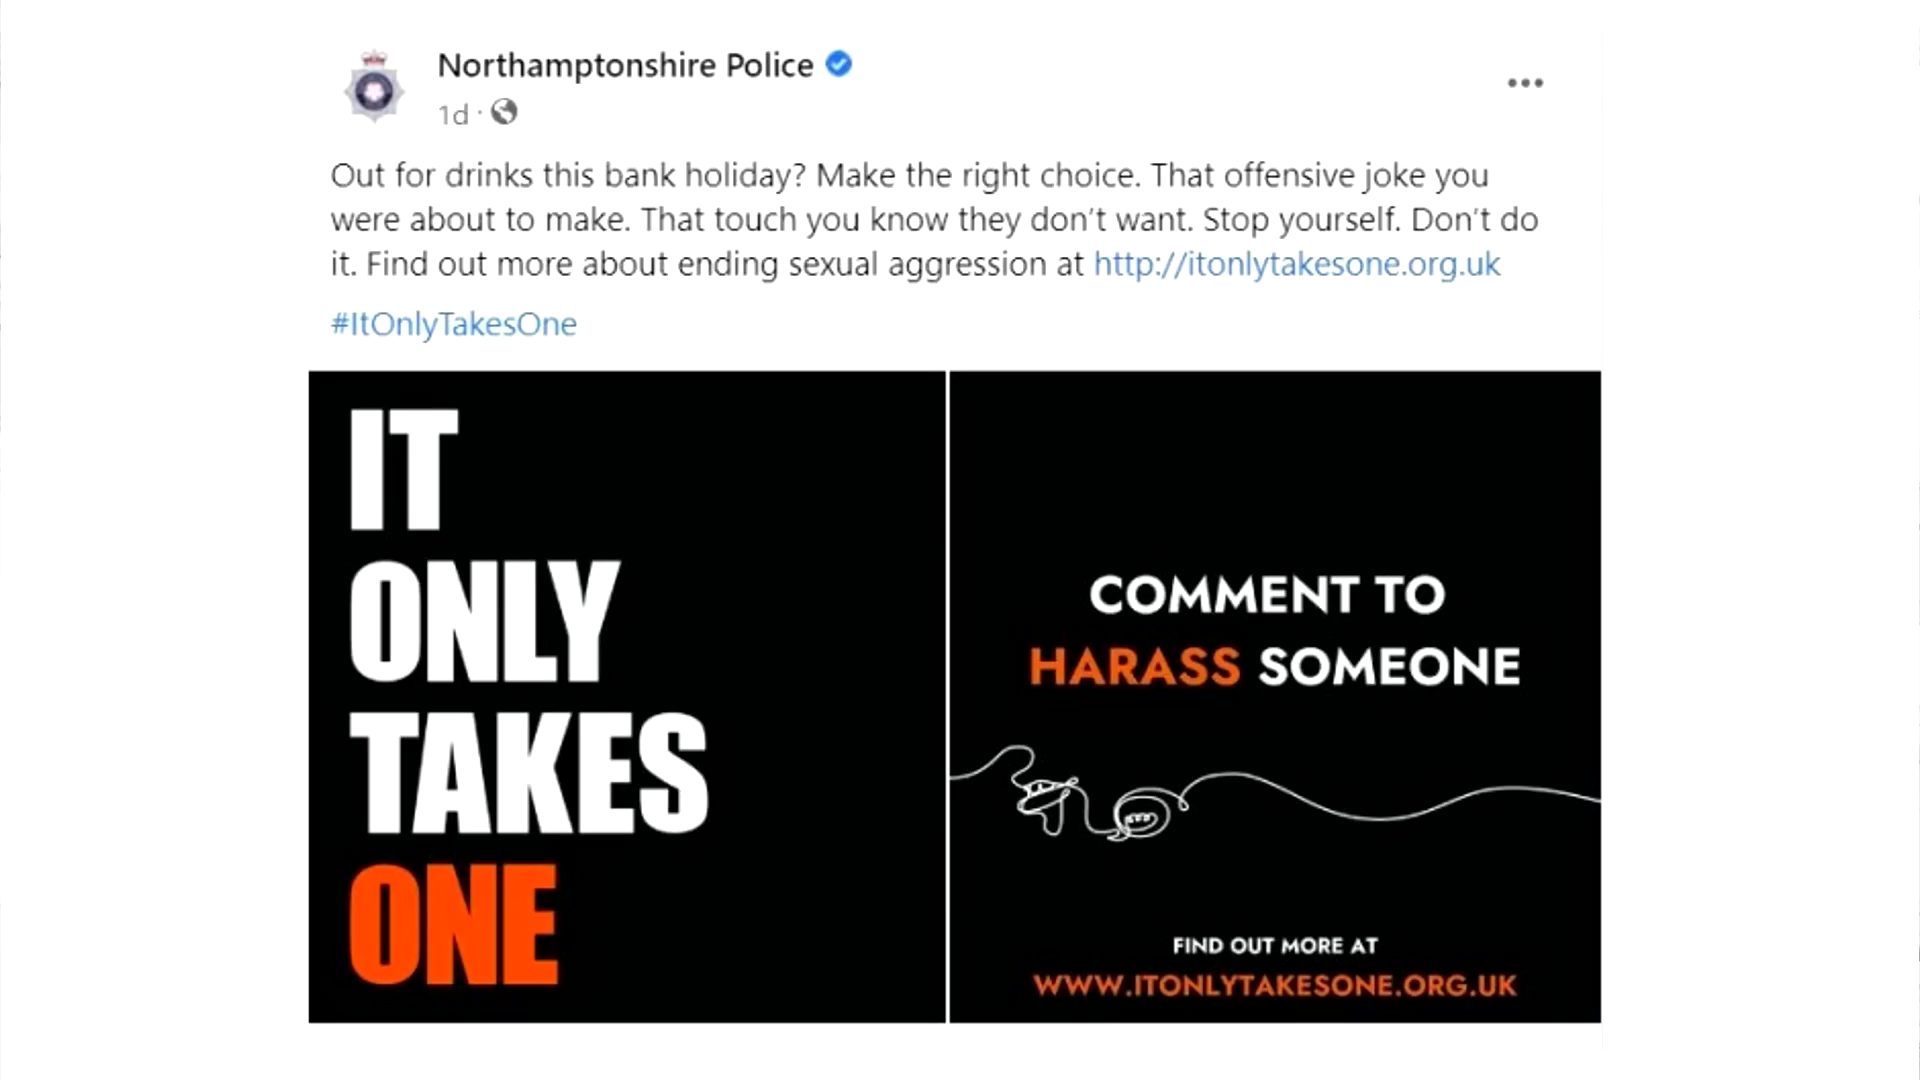 Northamptonshire Police
1d ·
Out for drinks this bank holiday? Make the right choice. That offensive joke you
were about to make. That touch you know they don't want. Stop yourself. Don't do
it. Find out more about ending sexual aggression at http://itonlytakesone.org.uk
#ItOnlyTakesOne
IT
ONLY
TAKES
ONE
COMMENT TO
HARASS SOMEONE
FIND OUT MORE AT
WWW.ITONLYTAKESONE.ORG.UK